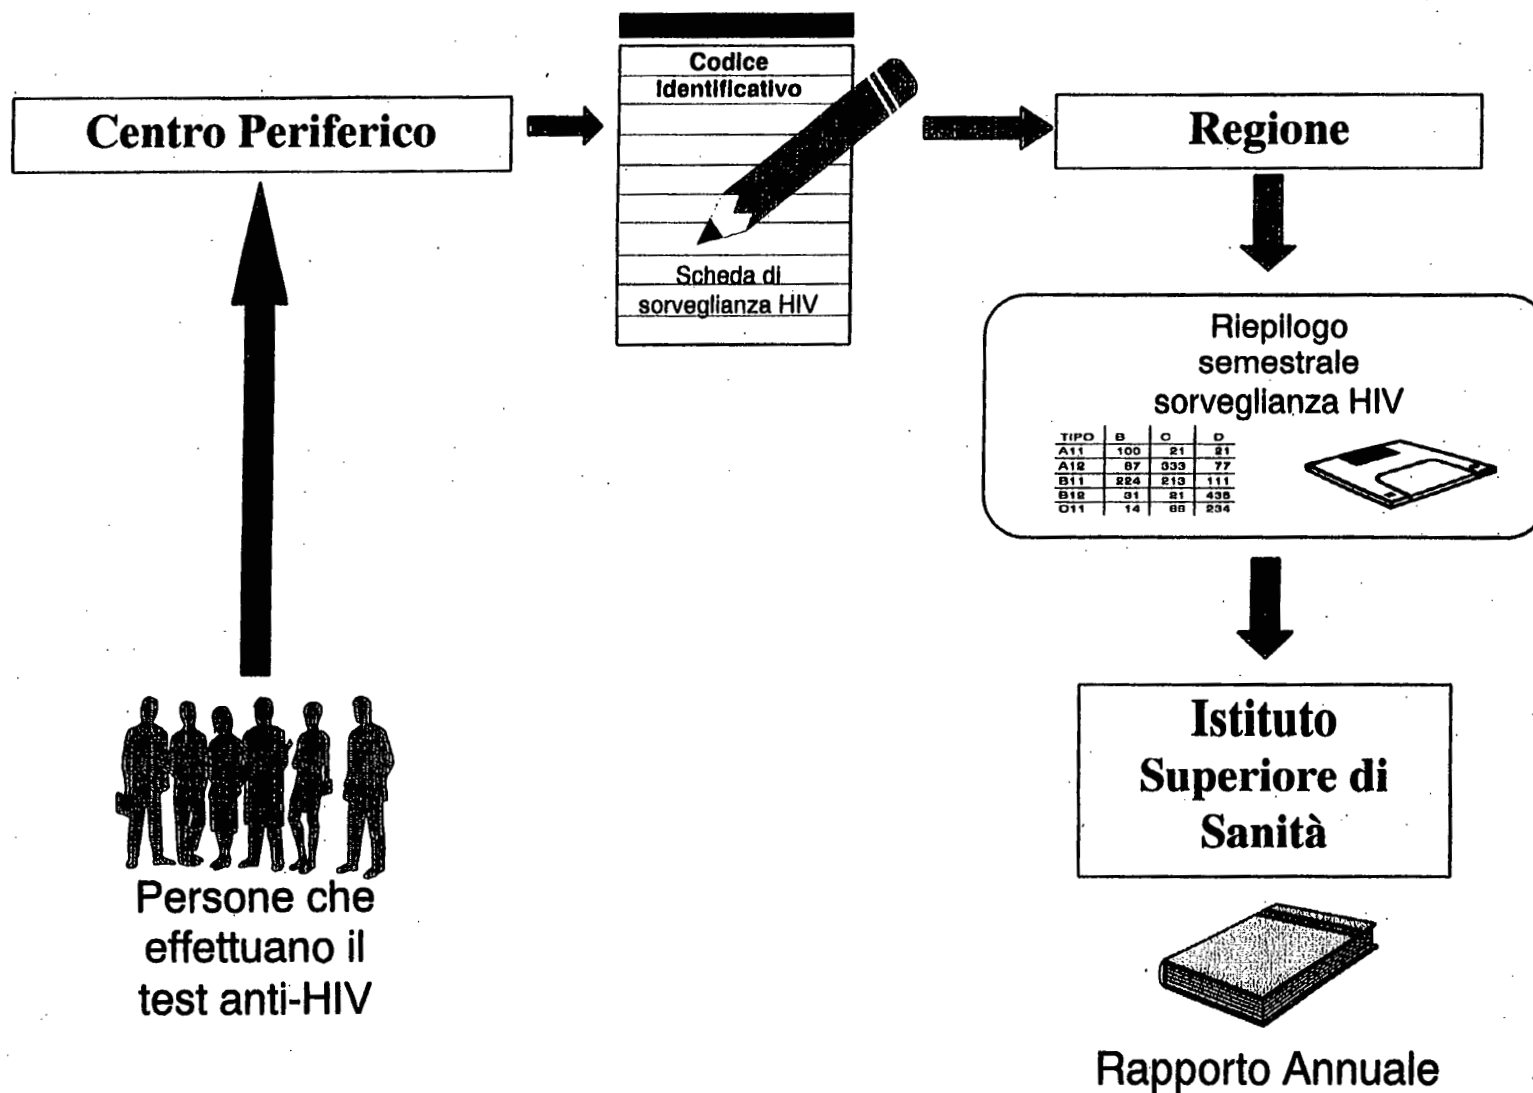 Centro Periferico
Codice
identificativo
Scheda di
sorveglianza HIV
Regione
Riepilogo
semestrale
sorveglianza HIV
TIPO B C D
A11 100 21 21
A12 87 333 77
B11 224 213 111
B12 31 21 438
C11 14 234
Istituto
Superiore di
Sanità
Rapporto Annuale
Persone che
effettuano il
test anti-HIV